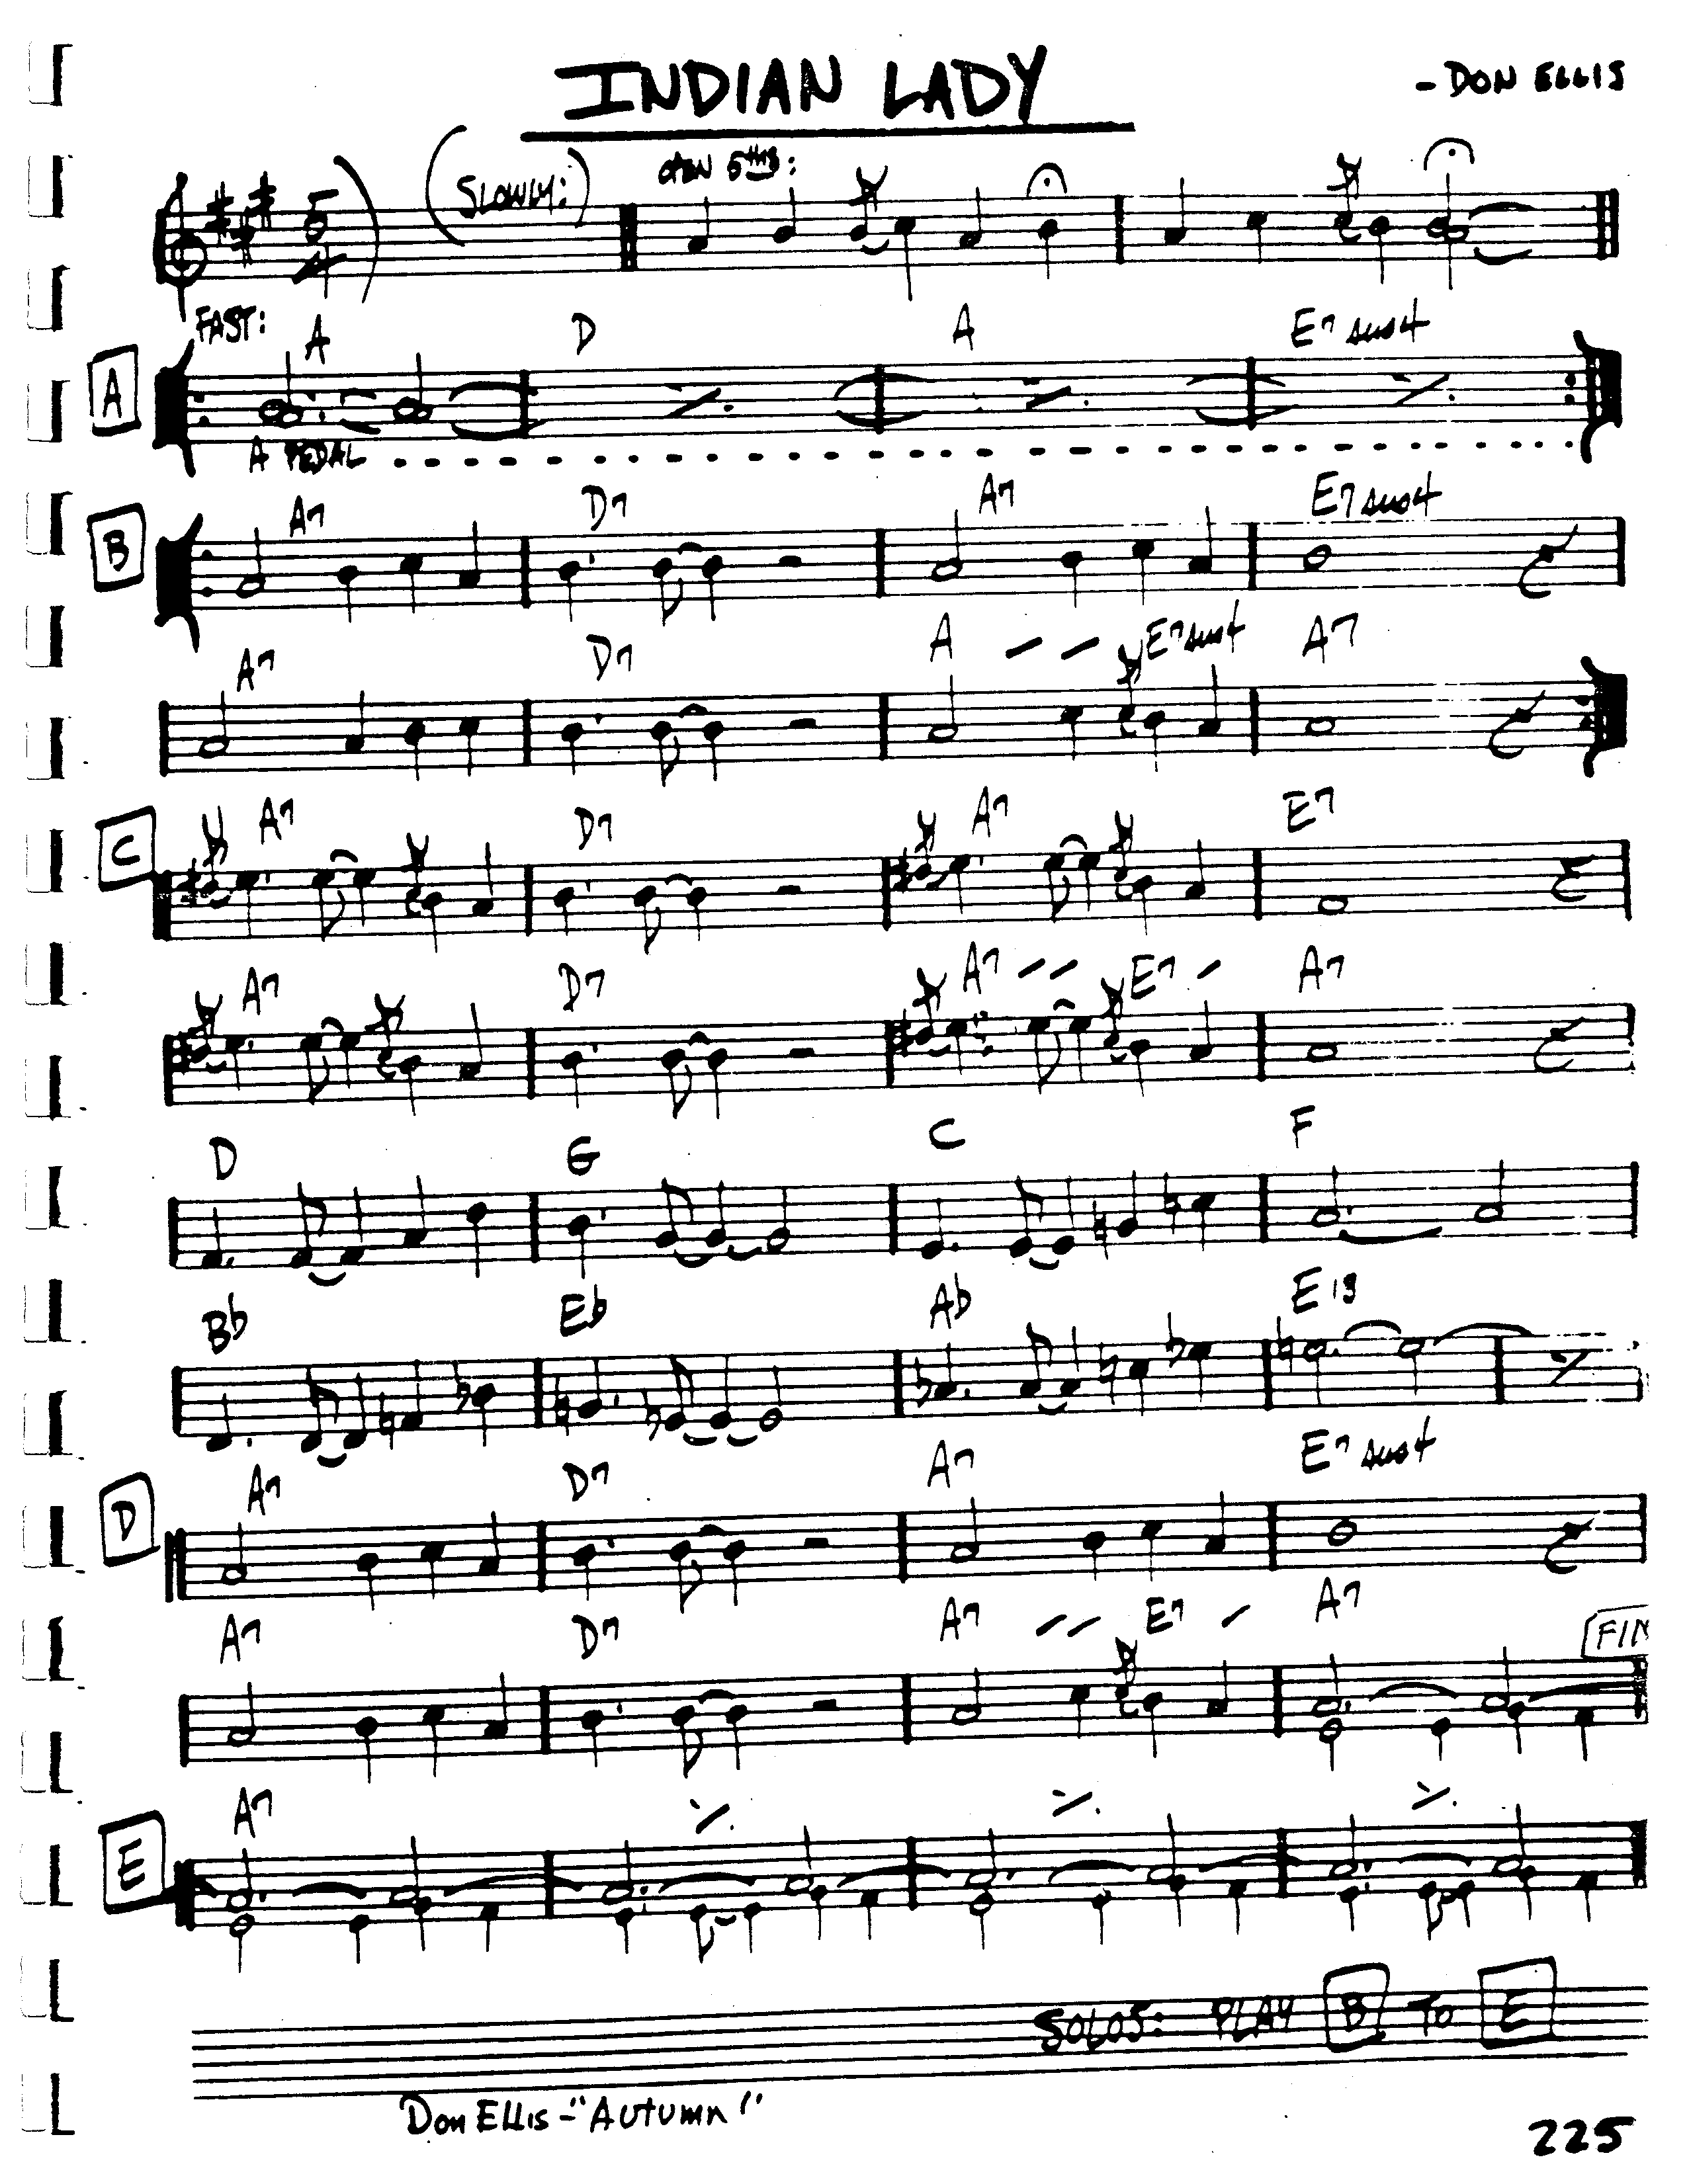 INDIAN LADY
- DON ELLIS
5
4
(SLOWLY:)
FAST:
A D A E7 sus4
A
A PEDAL
A7 D7 A7 E7 sus4
B
A7 D7 A E7 sus4 A7
C
A7 D7 A7 E7
A7 D7 A7 E7 A7
D G C F
Bb Eb Ab E13
D
A7 D7 A7 E7 sus4
A7 D7 A7 E7 A7
FIN
E
A7
SOLOS: PLAY B TO E
Don Ellis - "Autumn"
225